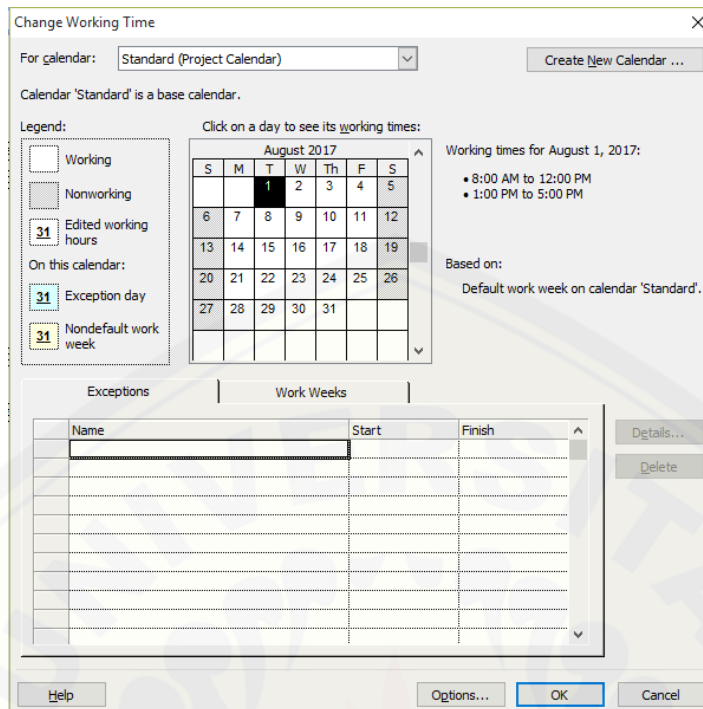 Change Working Time
For calendar: Standard (Project Calendar) Create New Calendar ...
Calendar 'Standard' is a base calendar.
Legend:
Working
Nonworking
31 Edited working hours
On this calendar:
31 Exception day
31 Nondefault work week
Click on a day to see its working times:
August 2017
S M T W Th F S
1 2 3 4 5
6 7 8 9 10 11 12
13 14 15 16 17 18 19
20 21 22 23 24 25 26
27 28 29 30 31
Working times for August 1, 2017:
• 8:00 AM to 12:00 PM
• 1:00 PM to 5:00 PM
Based on:
Default work week on calendar 'Standard'.
Exceptions Work Weeks
Name Start Finish
Details...
Delete
Help Options... OK Cancel
UNIVERSITA